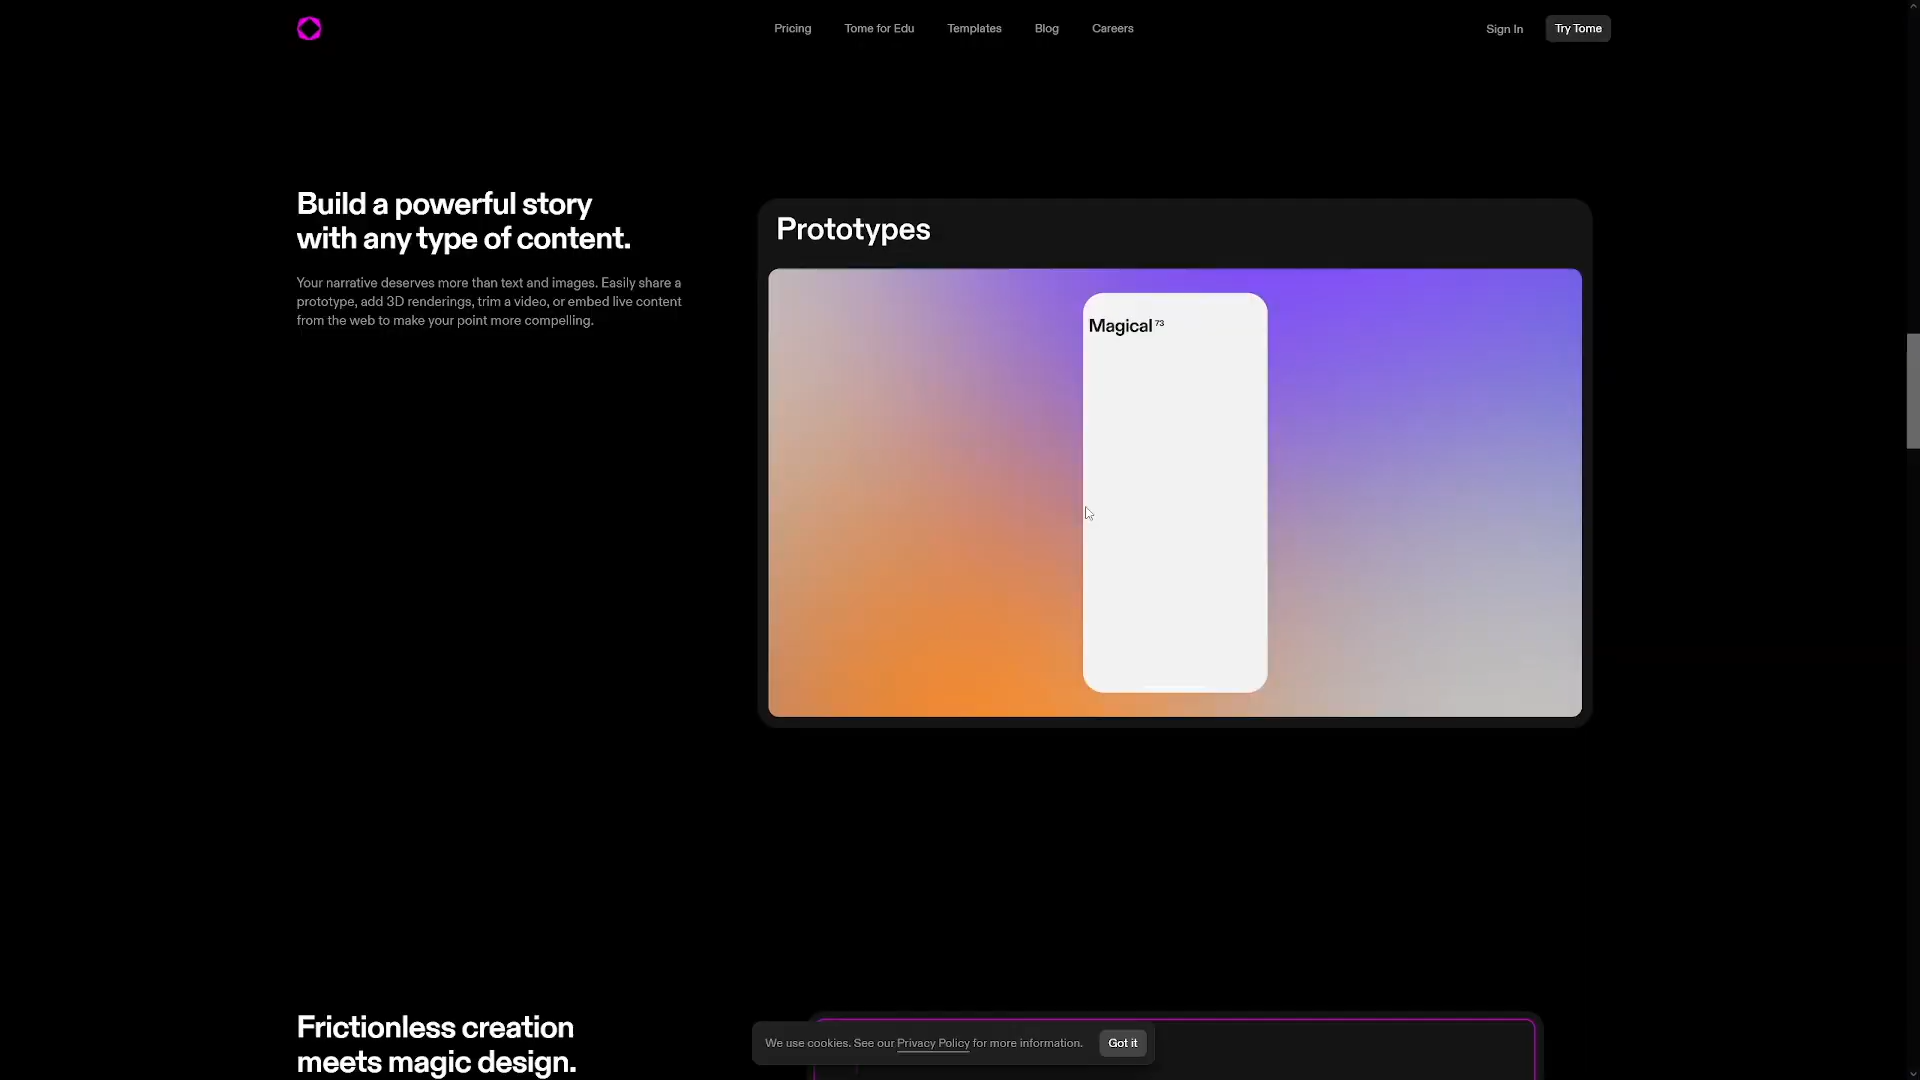 Pricing
Tome for Edu
Templates
Blog
Careers
Sign In
Try Tome
Build a powerful story
with any type of content.
Your narrative deserves more than text and images. Easily share a
prototype, add 3D renderings, trim a video, or embed live content
from the web to make your point more compelling.
Prototypes
Magical 73
Frictionless creation
meets magic design.
We use cookies. See our Privacy Policy for more information.
Got it